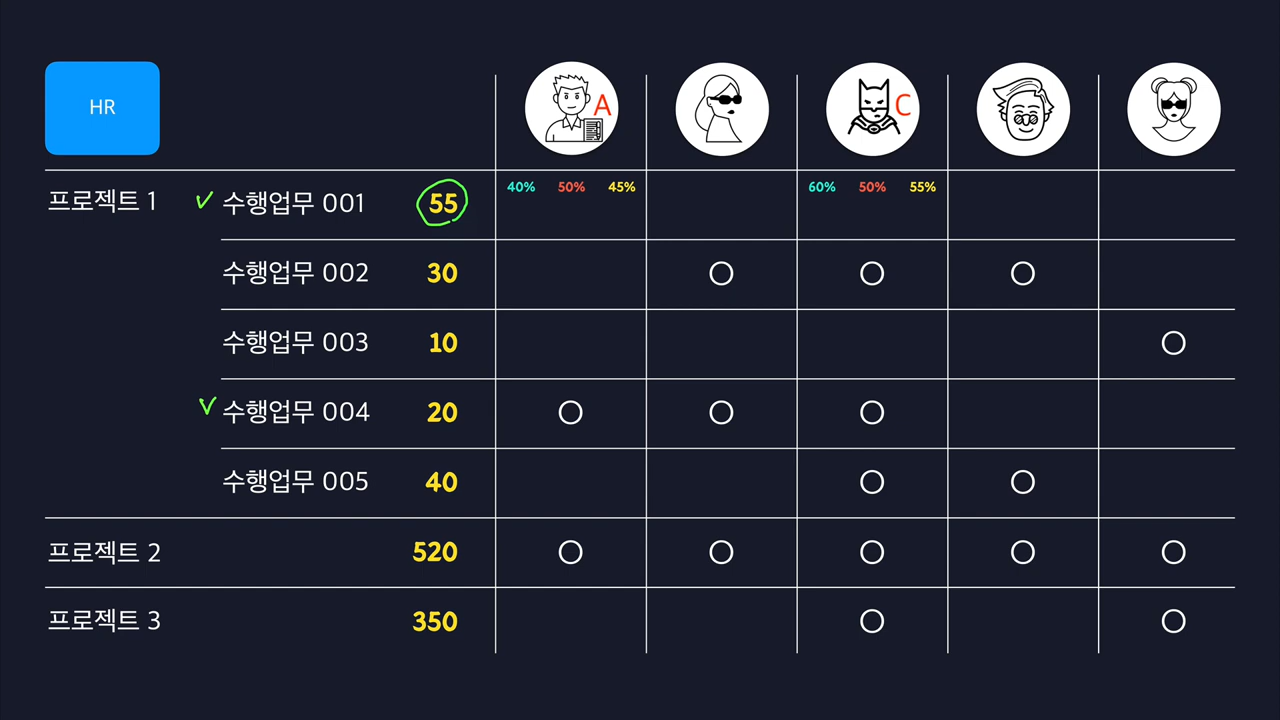 HR
A
C
프로젝트 1 수행업무 001 55 40% 50% 45% 60% 50% 55%
수행업무 002 30
수행업무 003 10
수행업무 004 20
수행업무 005 40
프로젝트 2 520
프로젝트 3 350